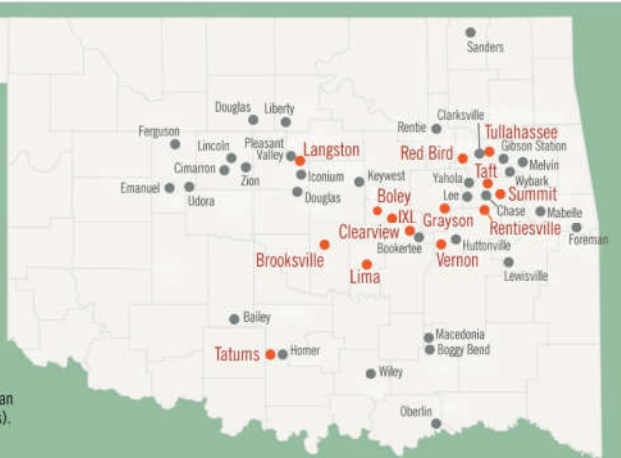 Sanders
Douglas
Liberty
Clarksville
Rentie
Tullahassee
Ferguson
Lincoln
Pleasant
Valley
Langston
Red Bird
Gibson Station
Melvin
Cimarron
Zion
Iconium
Keywest
Yahola
Taft
Wybark
Emanuel
Udora
Douglas
Boley
Lee
Summit
IXL
Grayson
Chase
Mabelle
Clearview
Rentiesville
Foreman
Bookertee
Huttonville
Brooksville
Lima
Vernon
Lewisville
Bailey
Macedonia
Boggy Bend
Tatums
Homer
Wiley
an
s).
Oberlin